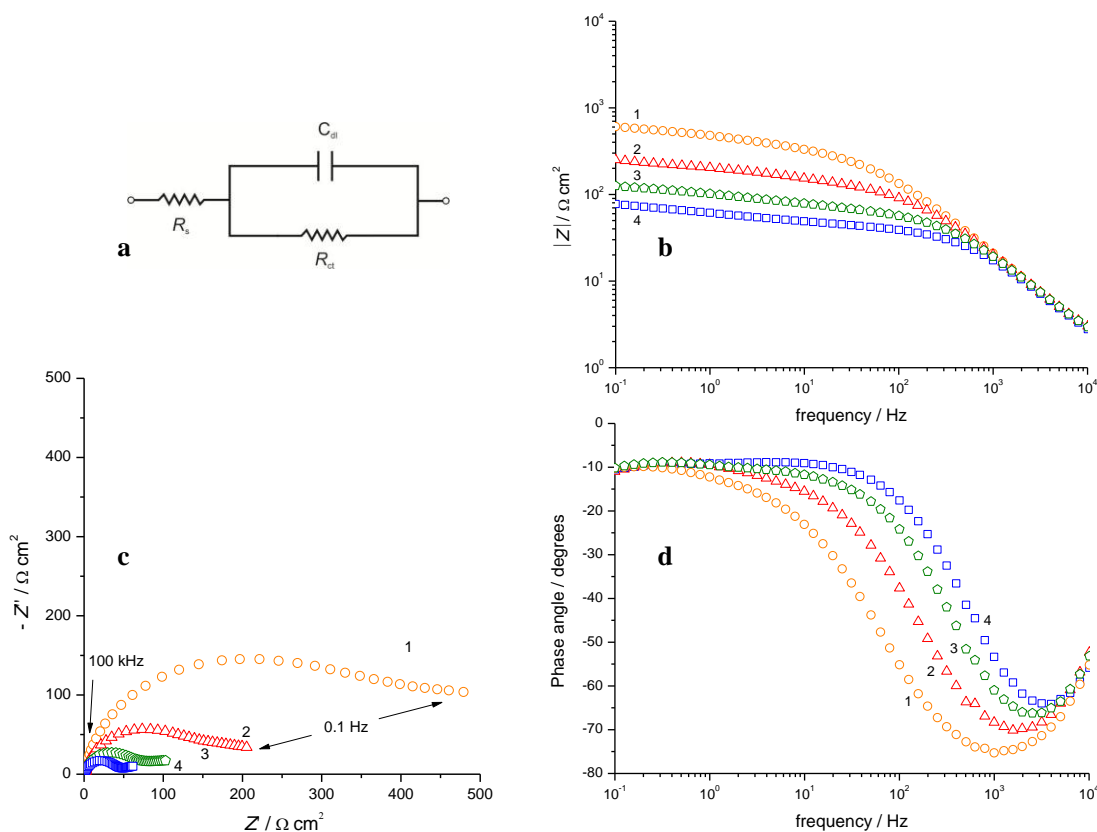 C_dl
R_s
R_ct
a
10^4
10^3
10^2
10^1
10^0
|Z| / Ω cm^2
1
2
3
4
b
10^-1 10^0 10^1 10^2 10^3 10^4
frequency / Hz
500
400
300
200
150
100
50
0
- Z'' / Ω cm^2
c
100 kHz
1
0.1 Hz
2
3
4
0 100 200 300 400 450 500
Z' / Ω cm^2
0
-10
-20
-30
-40
-50
-60
-70
-80
Phase angle / degrees
d
4
3
2
1
10^-1 10^0 10^1 10^2 10^3 10^4
frequency / Hz